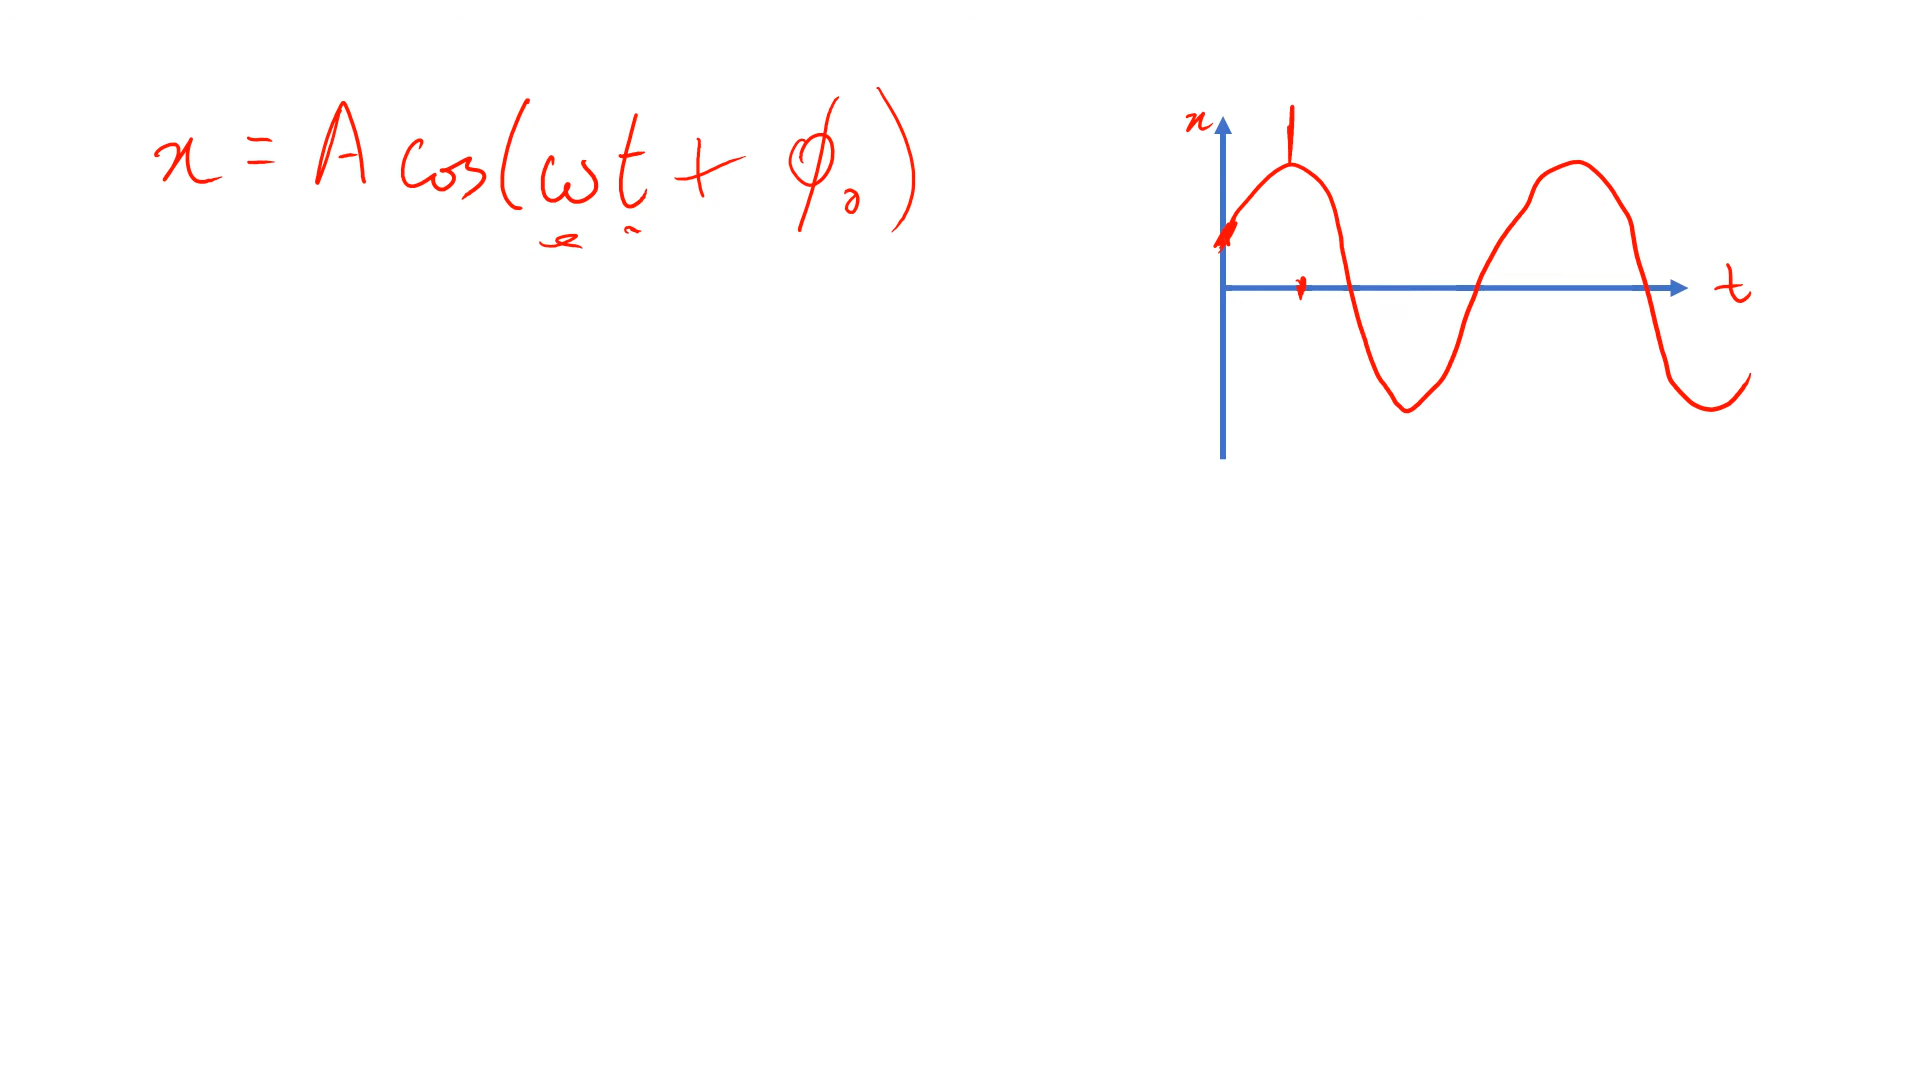 x = A cos(ωt + ϕ₀)
x
t